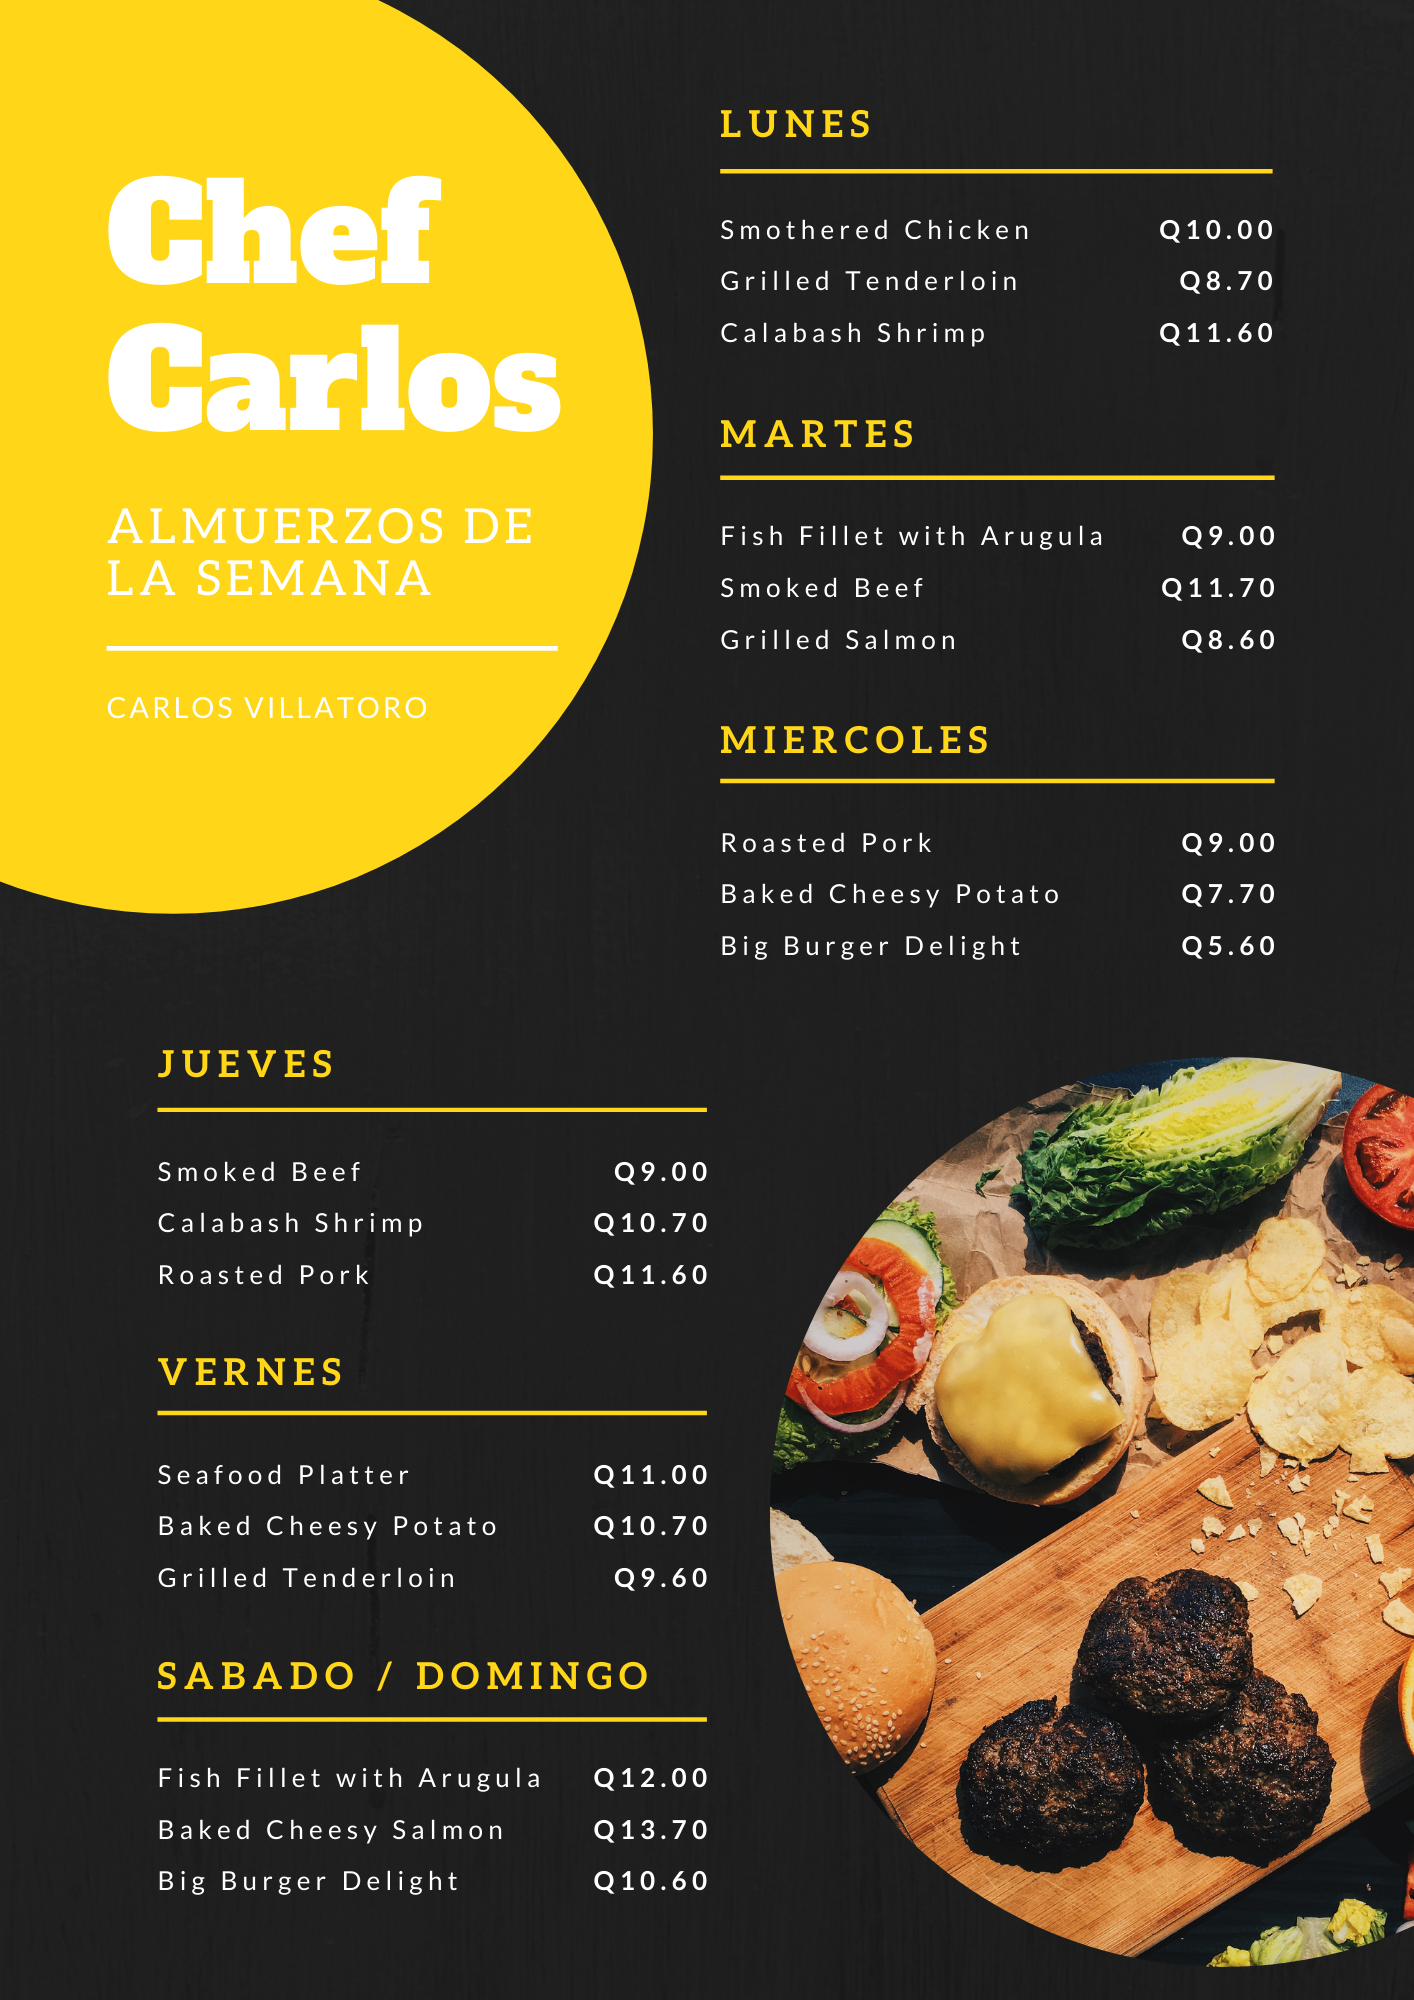 Chef
Carlos
ALMUERZOS DE
LA SEMANA
CARLOS VILLATORO
LUNES
Smothered Chicken Q10.00
Grilled Tenderloin Q8.70
Calabash Shrimp Q11.60
MARTES
Fish Fillet with Arugula Q9.00
Smoked Beef Q11.70
Grilled Salmon Q8.60
MIERCOLES
Roasted Pork Q9.00
Baked Cheesy Potato Q7.70
Big Burger Delight Q5.60
JUEVES
Smoked Beef Q9.00
Calabash Shrimp Q10.70
Roasted Pork Q11.60
VERNES
Seafood Platter Q11.00
Baked Cheesy Potato Q10.70
Grilled Tenderloin Q9.60
SABADO / DOMINGO
Fish Fillet with Arugula Q12.00
Baked Cheesy Salmon Q13.70
Big Burger Delight Q10.60